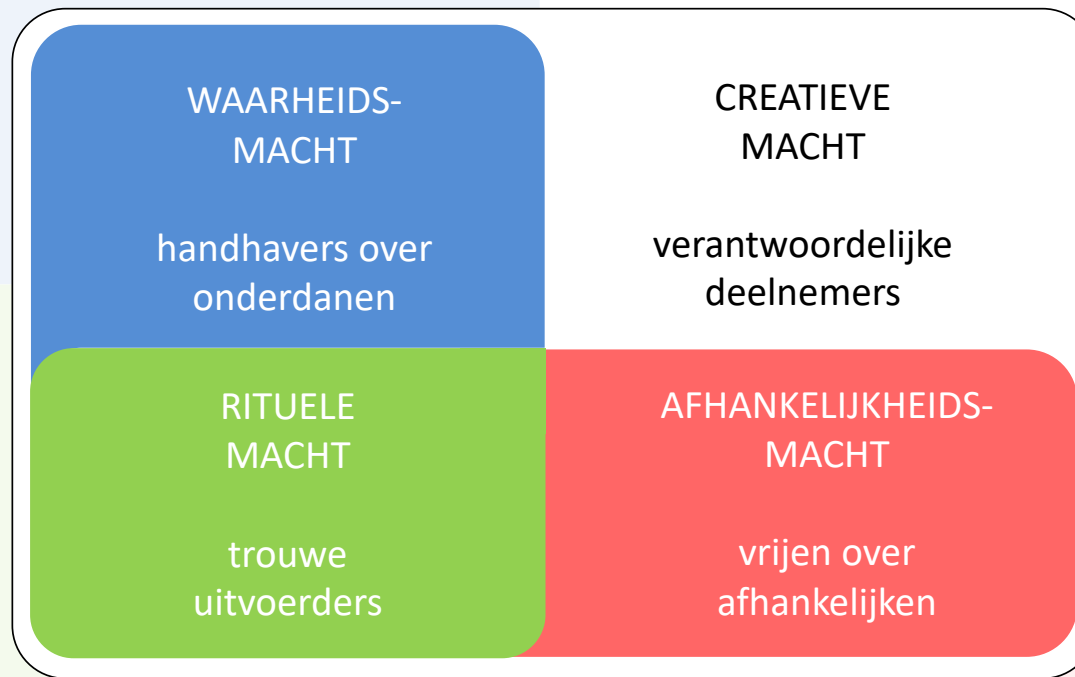 WAARHEIDS-
MACHT
handhavers over
onderdanen
CREATIEVE
MACHT
verantwoordelijke
deelnemers
RITUELE
MACHT
trouwe
uitvoerders
AFHANKELIJKHEIDS-
MACHT
vrijen over
afhankelijken